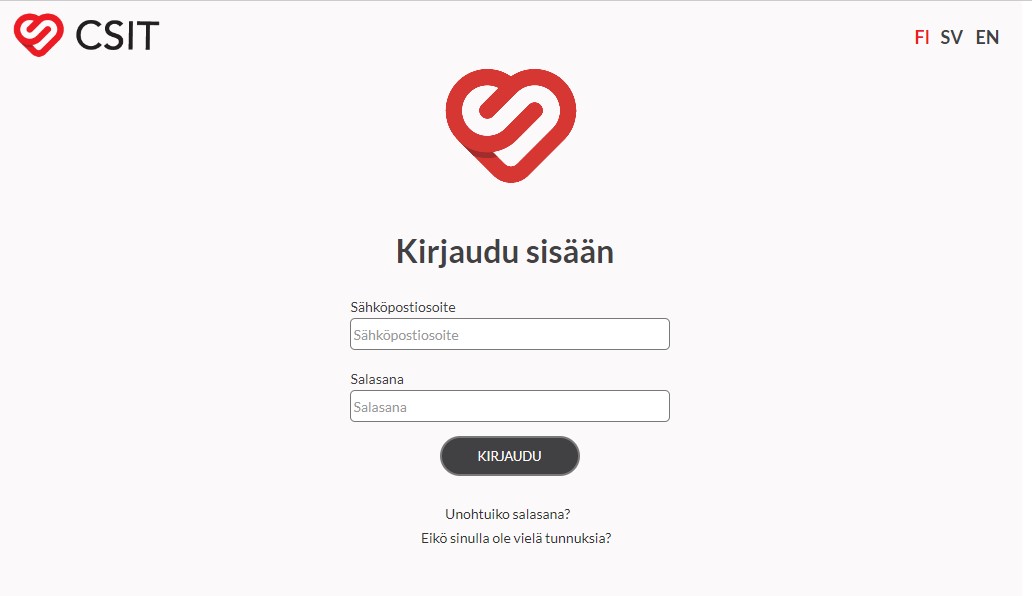 CSIT
FI SV EN
Kirjaudu sisään
Sähköpostiosoite
Sähköpostiosoite
Salasana
Salasana
KIRJAUDU
Unohtuiko salasana?
Eikö sinulla ole vielä tunnuksia?